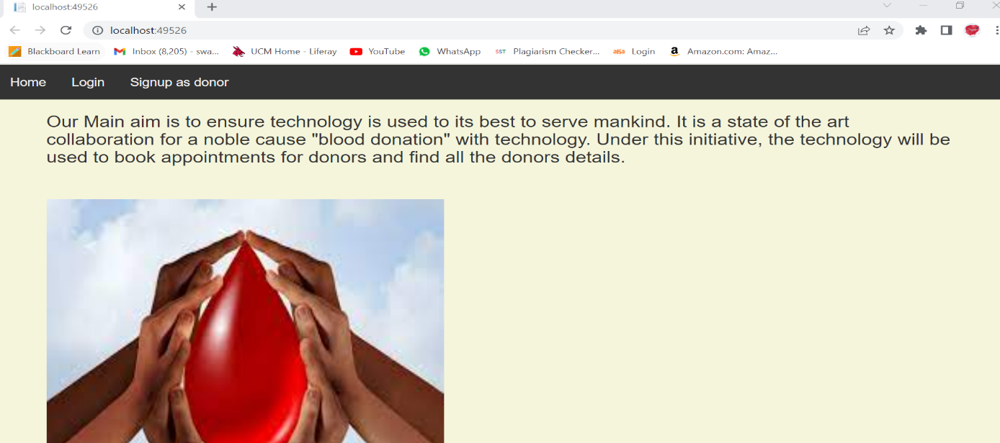 localhost:49526
localhost:49526
Blackboard Learn Inbox (8,205) - swa... UCM Home - Liferay YouTube WhatsApp SST Plagiarism Checker... Login a Amazon.com: Amaz...
Home Login Signup as donor
Our Main aim is to ensure technology is used to its best to serve mankind. It is a state of the art
collaboration for a noble cause "blood donation" with technology. Under this initiative, the technology will be
used to book appointments for donors and find all the donors details.